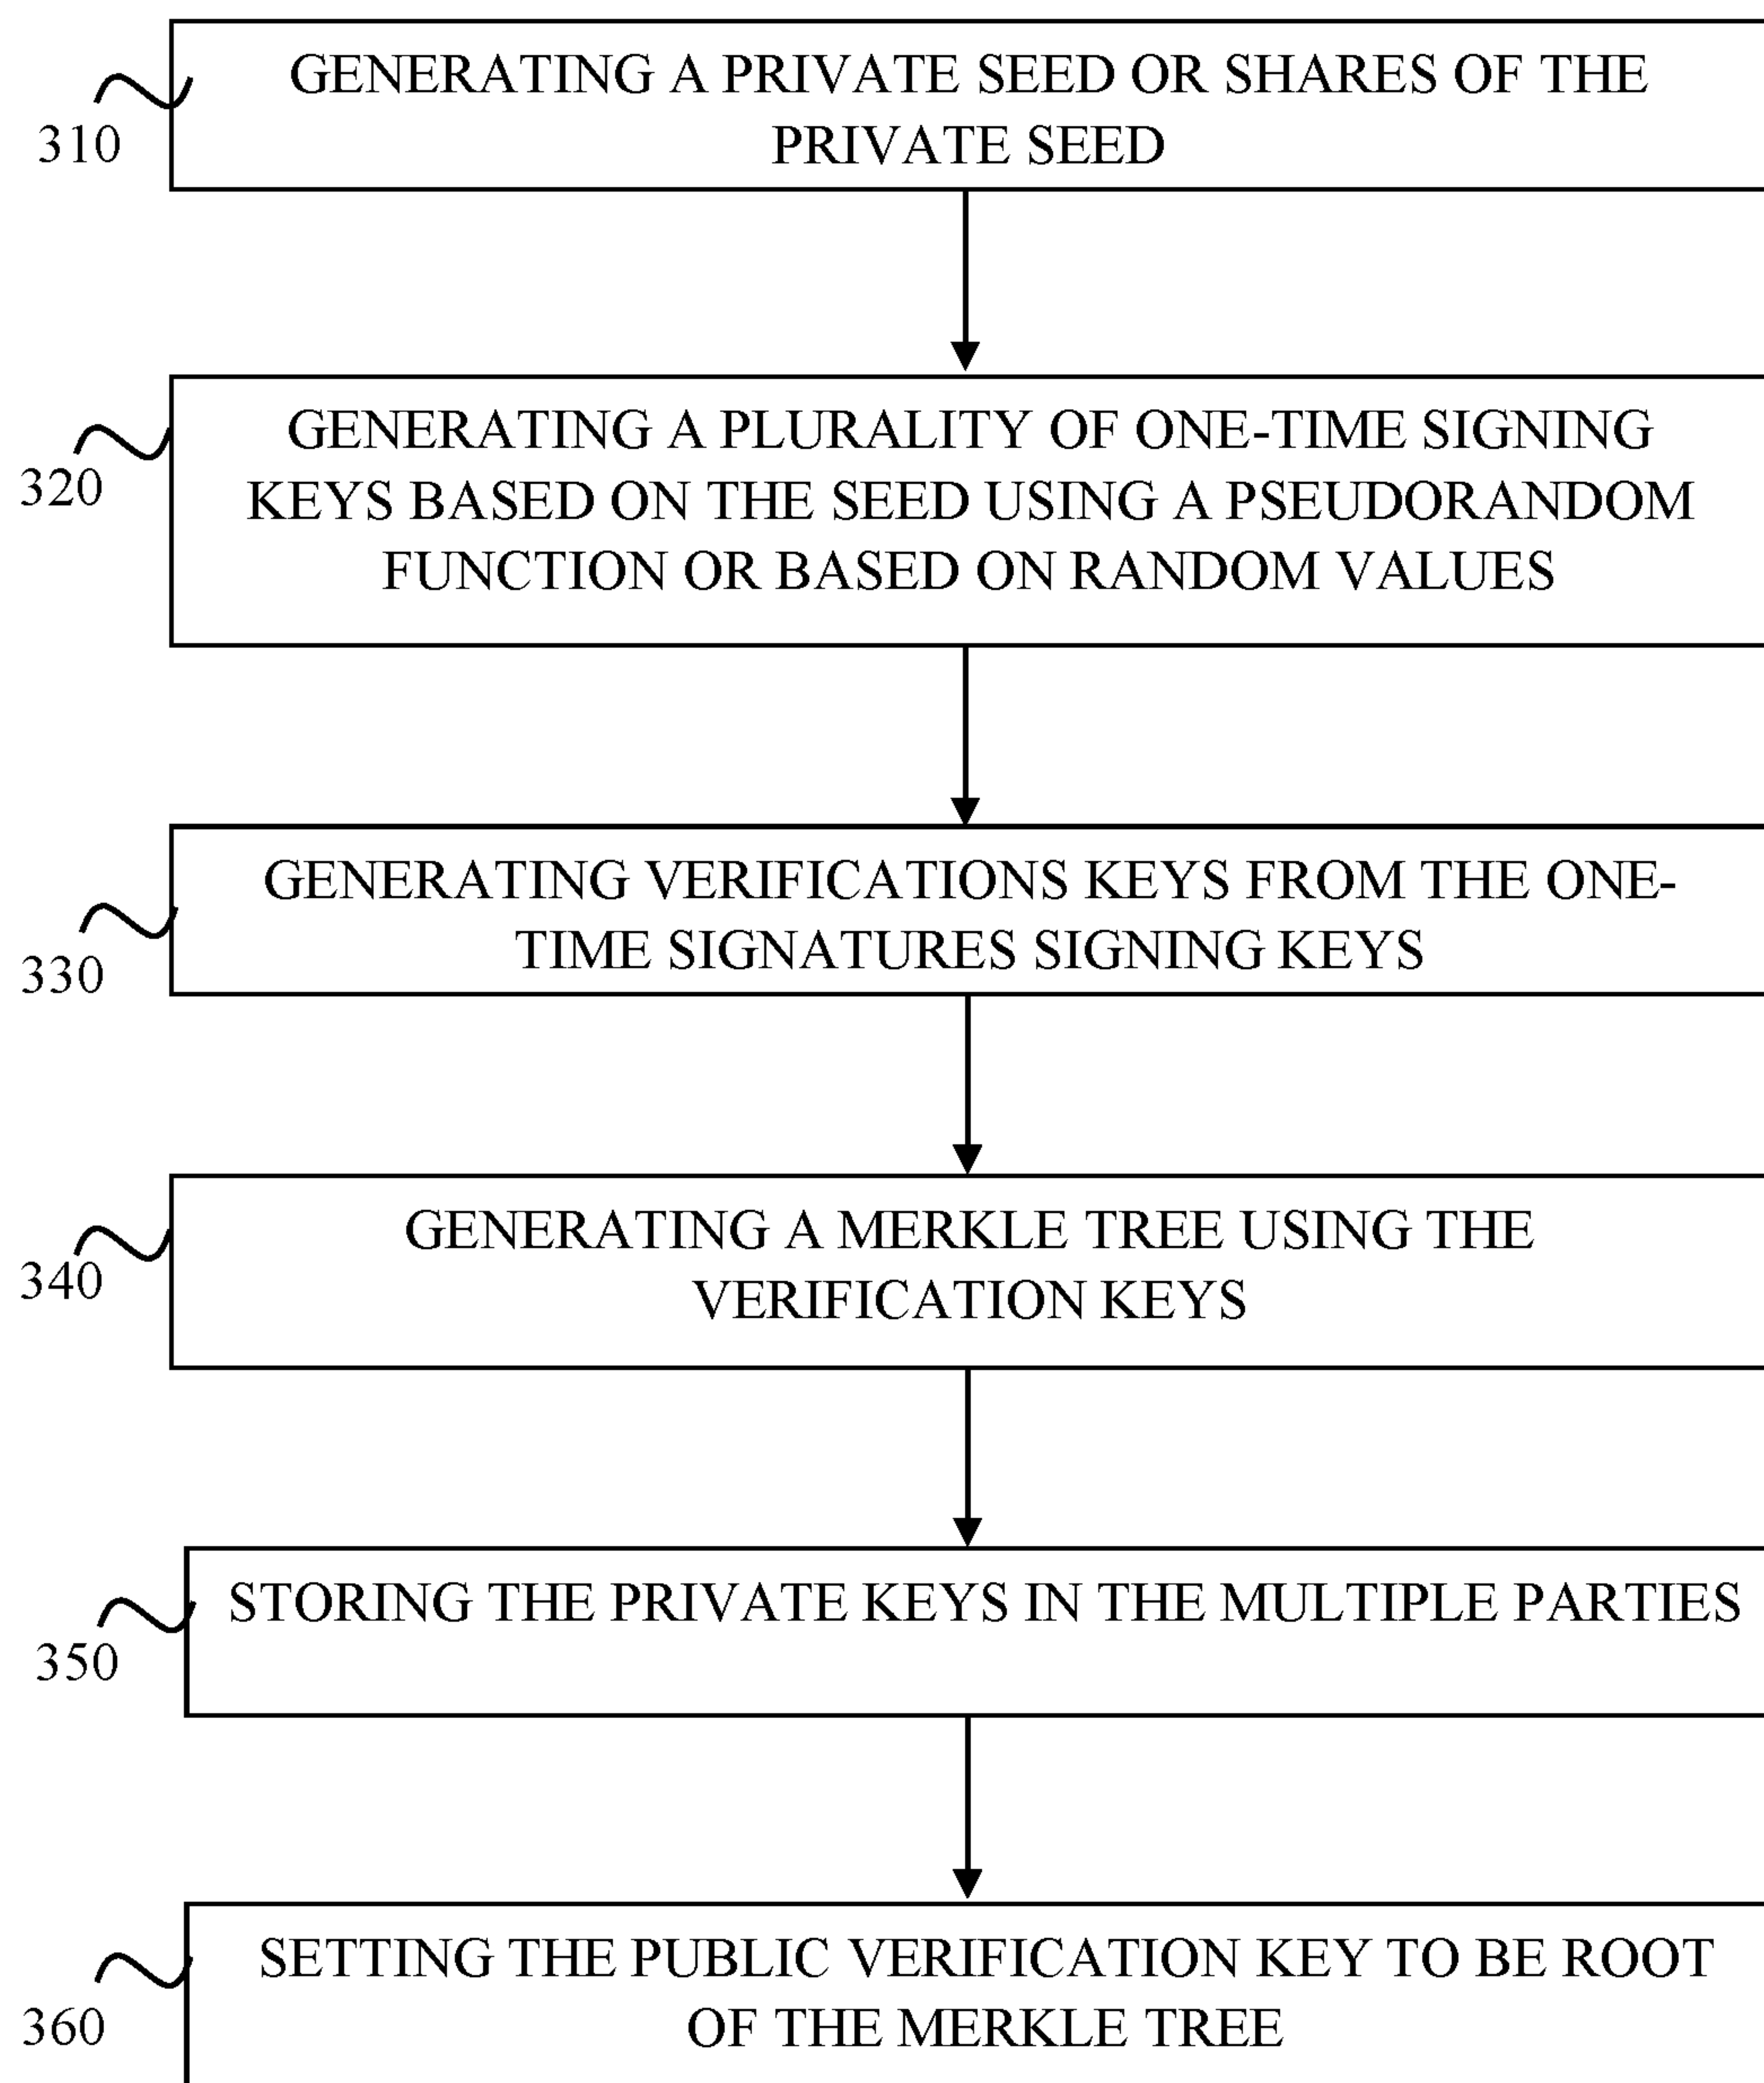 GENERATING A PRIVATE SEED OR SHARES OF THE
PRIVATE SEED
310
GENERATING A PLURALITY OF ONE-TIME SIGNING
KEYS BASED ON THE SEED USING A PSEUDORANDOM
FUNCTION OR BASED ON RANDOM VALUES
320
GENERATING VERIFICATIONS KEYS FROM THE ONE-
TIME SIGNATURES SIGNING KEYS
330
GENERATING A MERKLE TREE USING THE
VERIFICATION KEYS
340
STORING THE PRIVATE KEYS IN THE MULTIPLE PARTIES
350
SETTING THE PUBLIC VERIFICATION KEY TO BE ROOT
OF THE MERKLE TREE
360